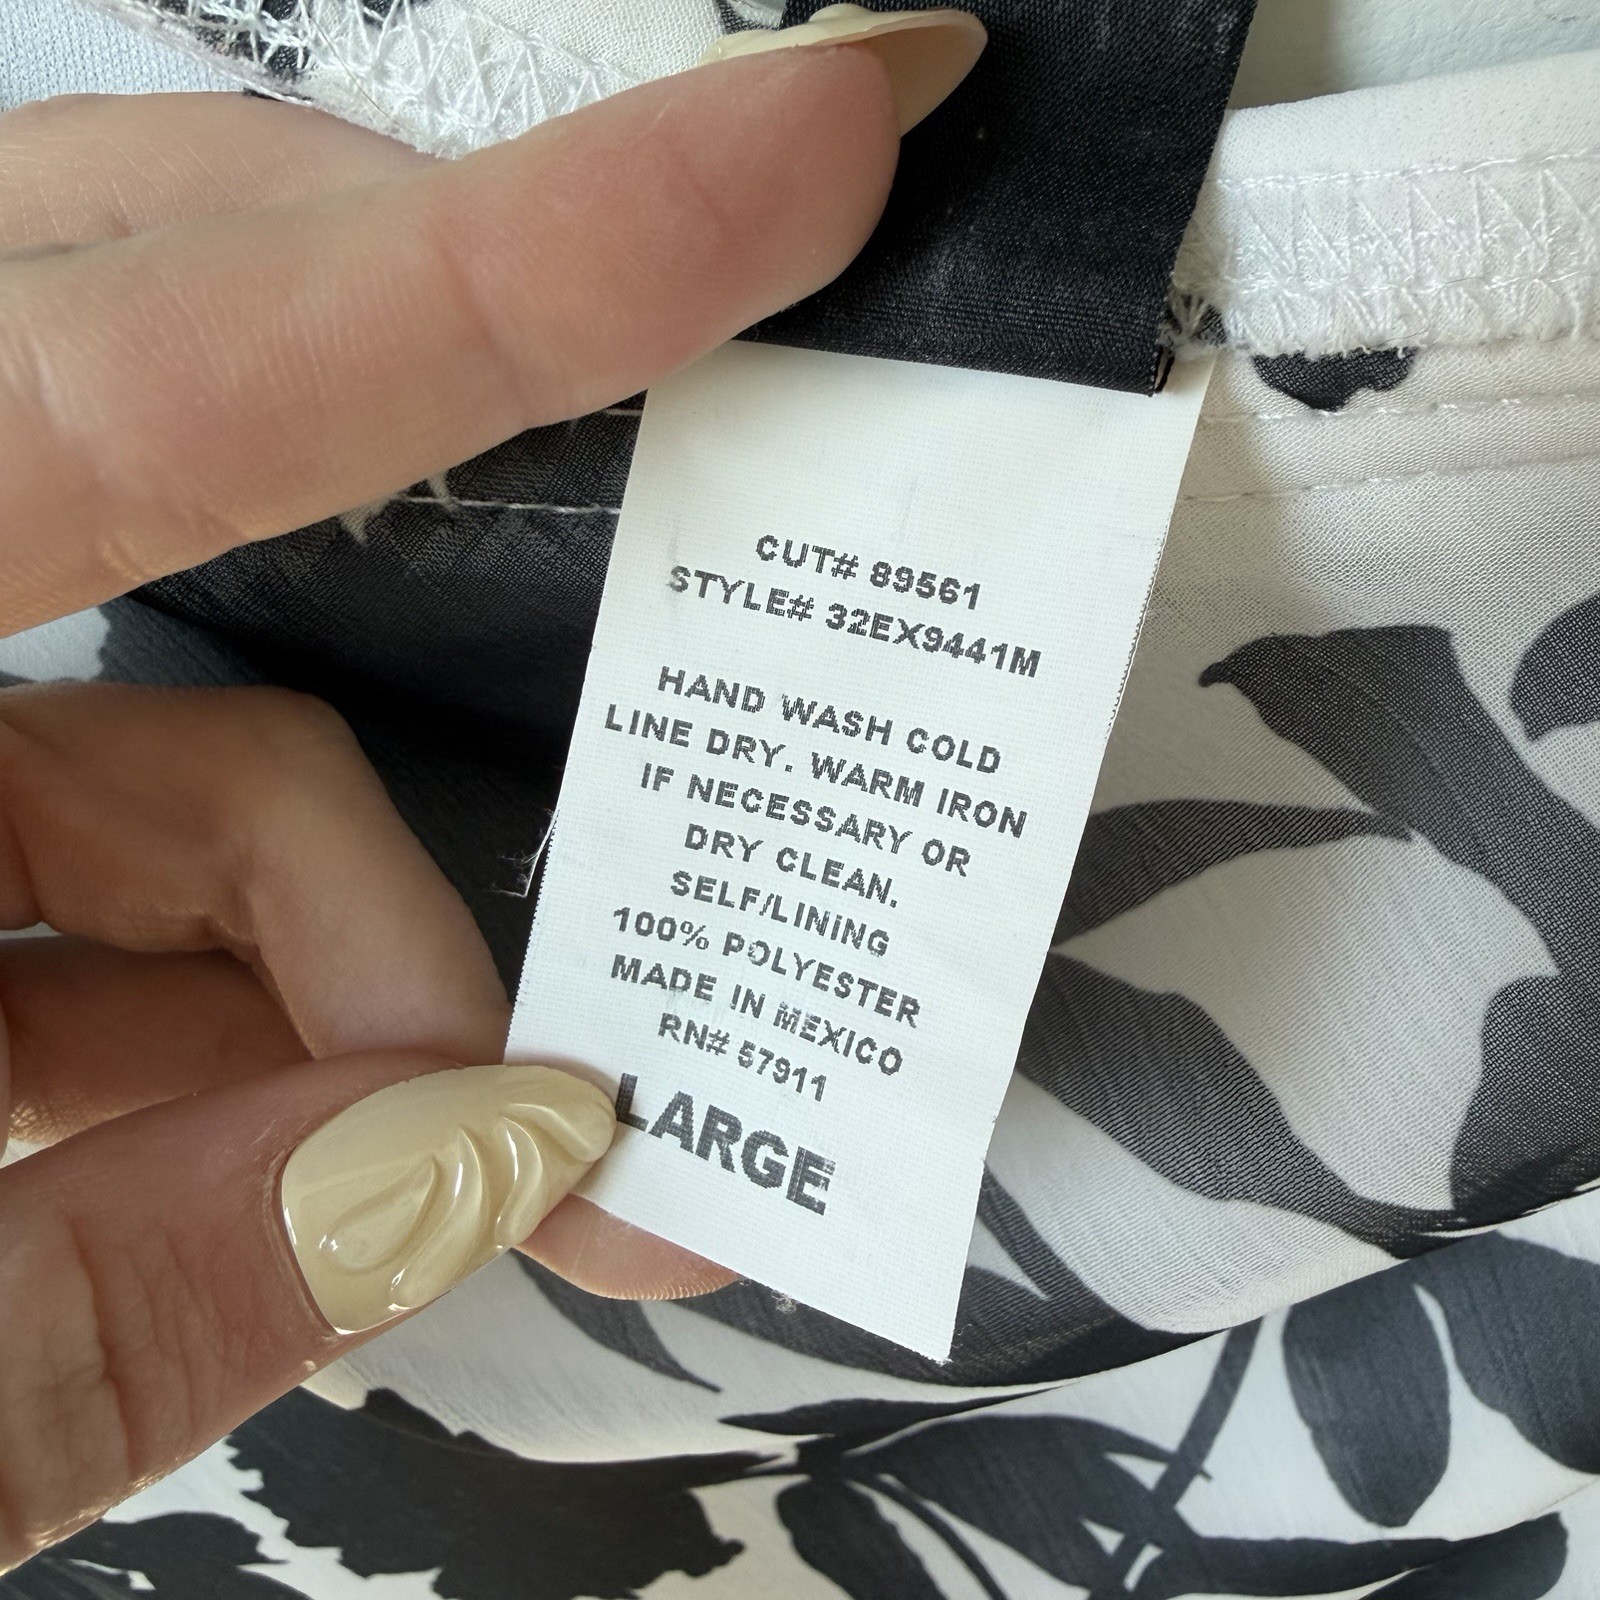 CUT# 89561
STYLE# 32EX9441M
HAND WASH COLD
LINE DRY. WARM IRON
IF NECESSARY OR
DRY CLEAN.
SELF/LINING
100% POLYESTER
MADE IN MEXICO
RN# 57911
LARGE